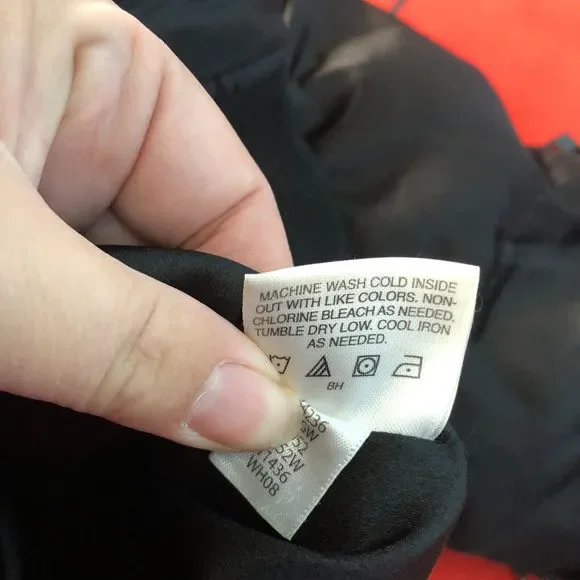 MACHINE WASH COLD INSIDE
OUT WITH LIKE COLORS. NON-
CHLORINE BLEACH AS NEEDED.
TUMBLE DRY LOW. COOL IRON
AS NEEDED.
BH
WH08